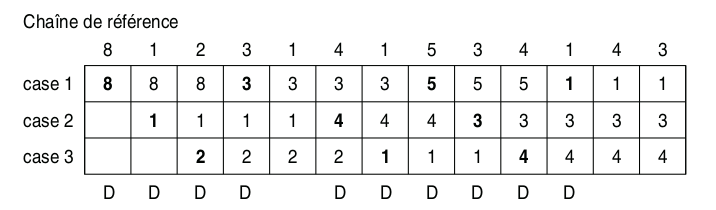 Chaîne de référence
8 1 2 3 1 4 1 5 3 4 1 4 3
case 1 8 8 8 3 3 3 3 5 5 5 1 1 1
case 2 1 1 1 1 4 4 4 3 3 3 3 3
case 3 2 2 2 2 1 1 1 4 4 4 4
D D D D D D D D D D